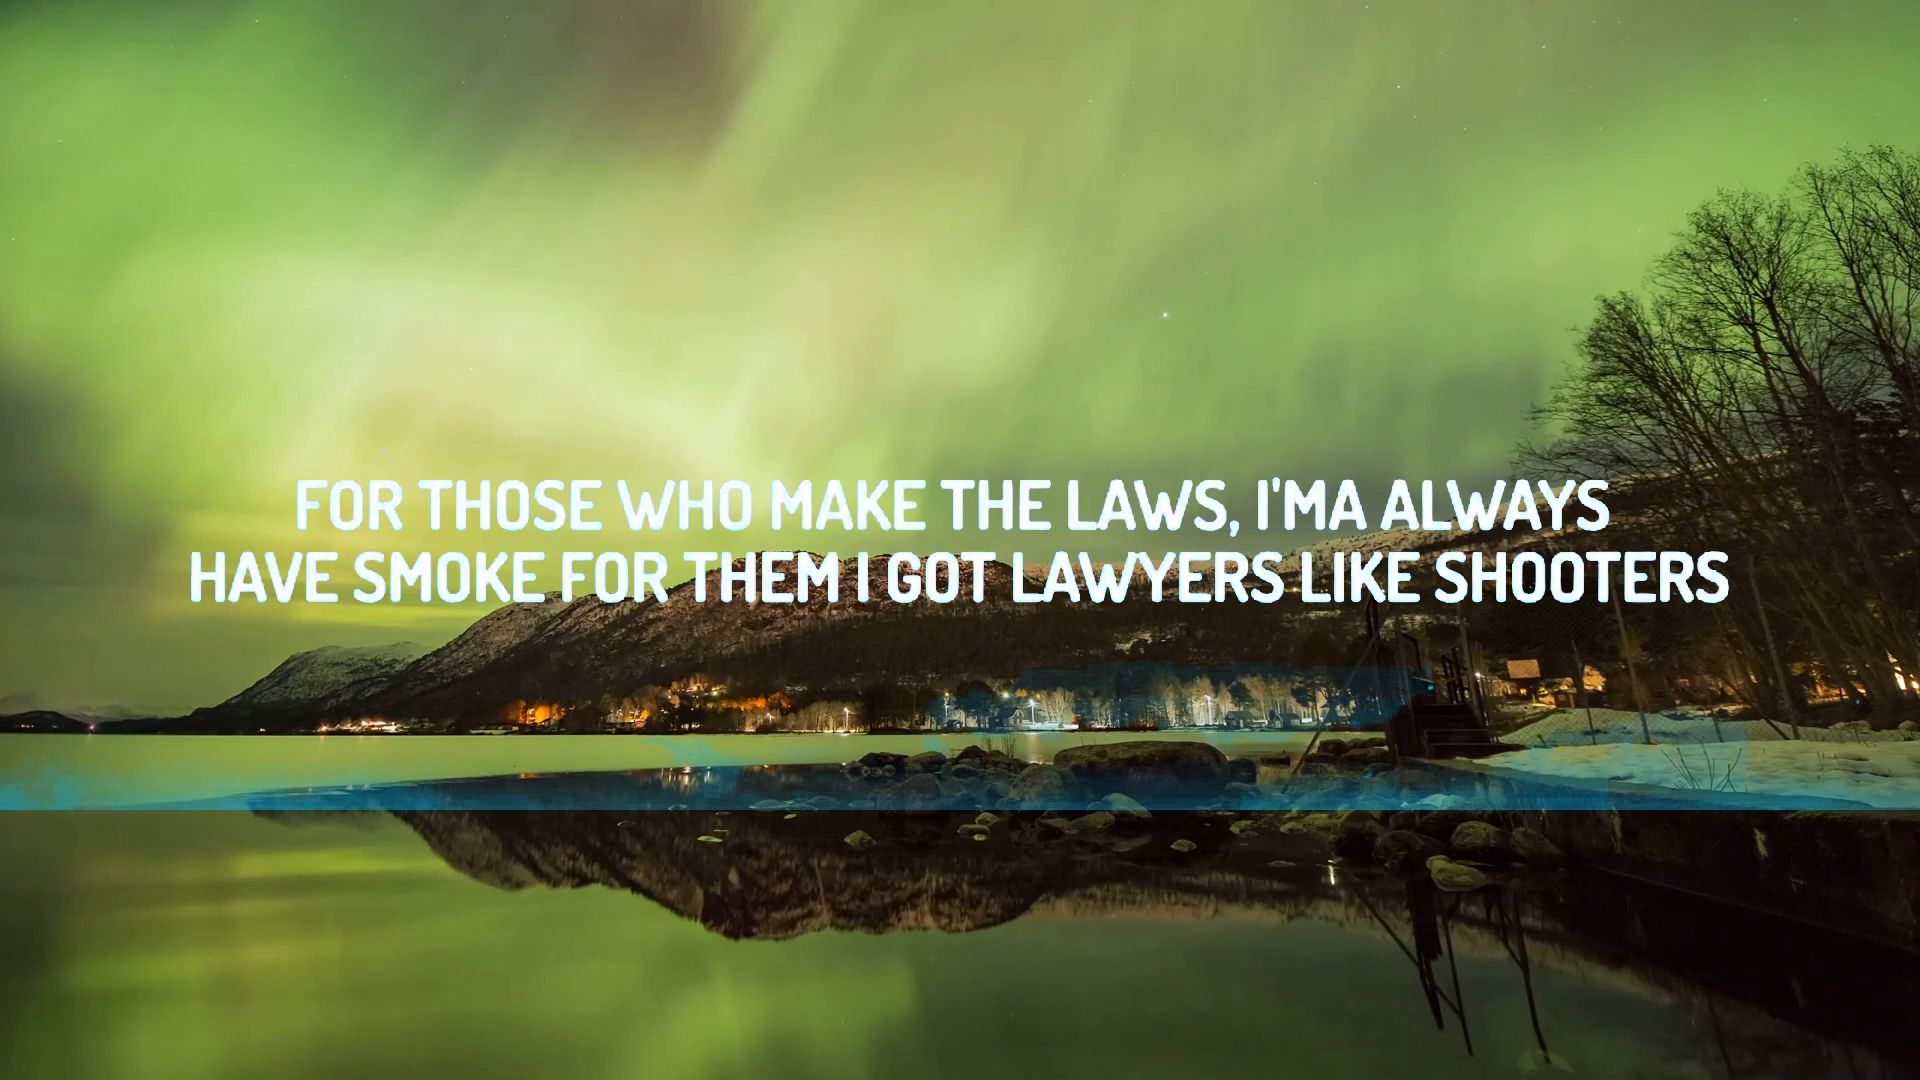 FOR THOSE WHO MAKE THE LAWS, I'MA ALWAYS
HAVE SMOKE FOR THEM I GOT LAWYERS LIKE SHOOTERS